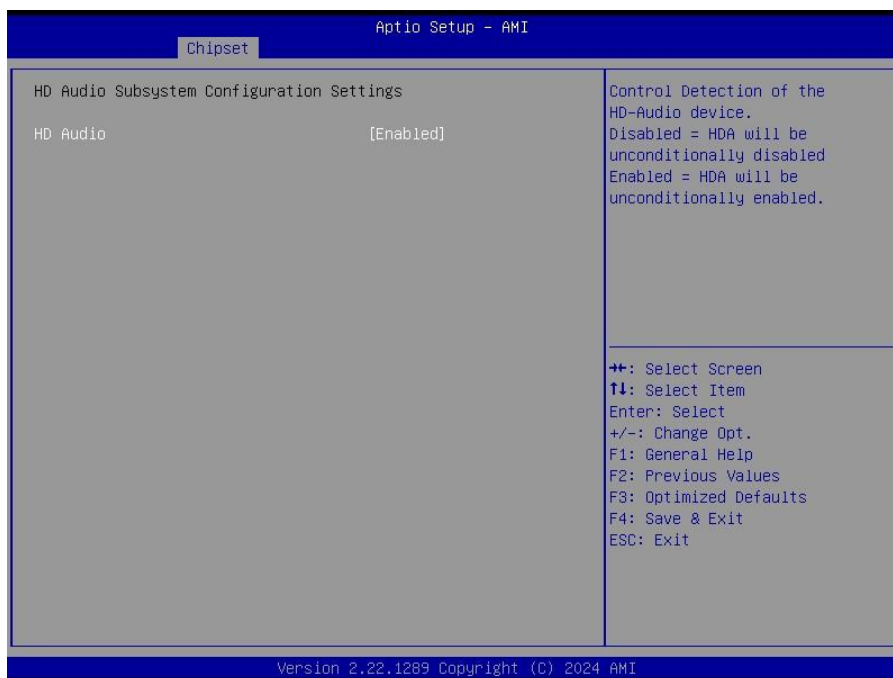 Aptio Setup – AMI
Chipset
HD Audio Subsystem Configuration Settings
HD Audio [Enabled]
Control Detection of the
HD-Audio device.
Disabled = HDA will be
unconditionally disabled
Enabled = HDA will be
unconditionally enabled.
→←: Select Screen
↑↓: Select Item
Enter: Select
+/-: Change Opt.
F1: General Help
F2: Previous Values
F3: Optimized Defaults
F4: Save & Exit
ESC: Exit
Version 2.22.1289 Copyright (C) 2024 AMI